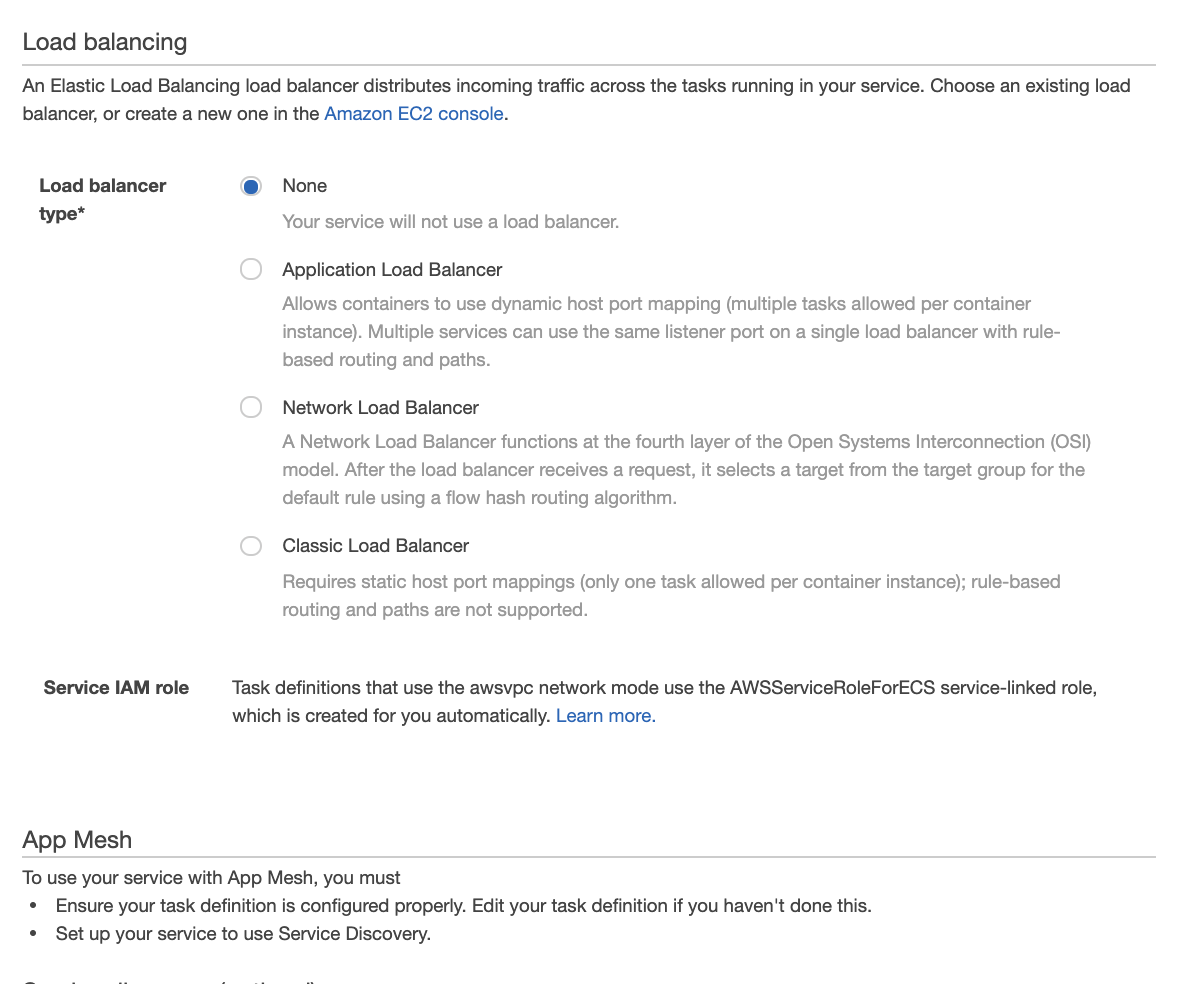 Load balancing
An Elastic Load Balancing load balancer distributes incoming traffic across the tasks running in your service. Choose an existing load
balancer, or create a new one in the Amazon EC2 console.
Load balancer
type*
None
Your service will not use a load balancer.
Application Load Balancer
Allows containers to use dynamic host port mapping (multiple tasks allowed per container
instance). Multiple services can use the same listener port on a single load balancer with rule-
based routing and paths.
Network Load Balancer
A Network Load Balancer functions at the fourth layer of the Open Systems Interconnection (OSI)
model. After the load balancer receives a request, it selects a target from the target group for the
default rule using a flow hash routing algorithm.
Classic Load Balancer
Requires static host port mappings (only one task allowed per container instance); rule-based
routing and paths are not supported.
Service IAM role
Task definitions that use the awsvpc network mode use the AWSServiceRoleForECS service-linked role,
which is created for you automatically. Learn more.
App Mesh
To use your service with App Mesh, you must
• Ensure your task definition is configured properly. Edit your task definition if you haven't done this.
• Set up your service to use Service Discovery.